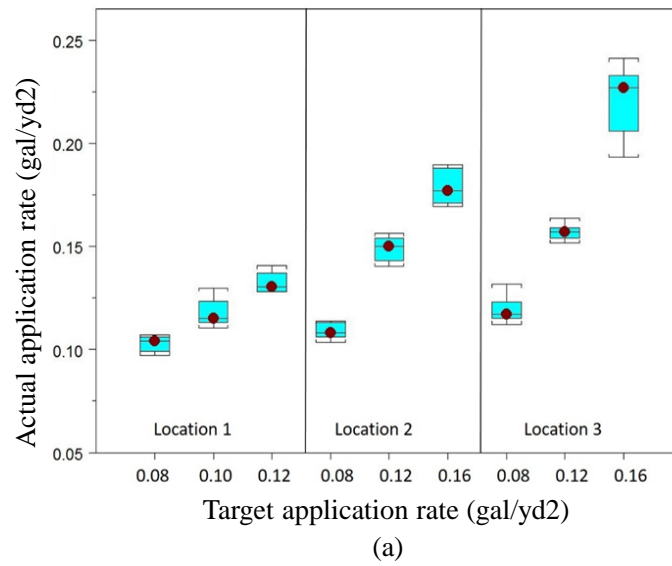 Actual application rate (gal/yd2)
0.25
0.20
0.15
0.10
0.05
Location 1
Location 2
Location 3
0.08 0.10 0.12 0.08 0.12 0.16 0.08 0.12 0.16
Target application rate (gal/yd2)
(a)